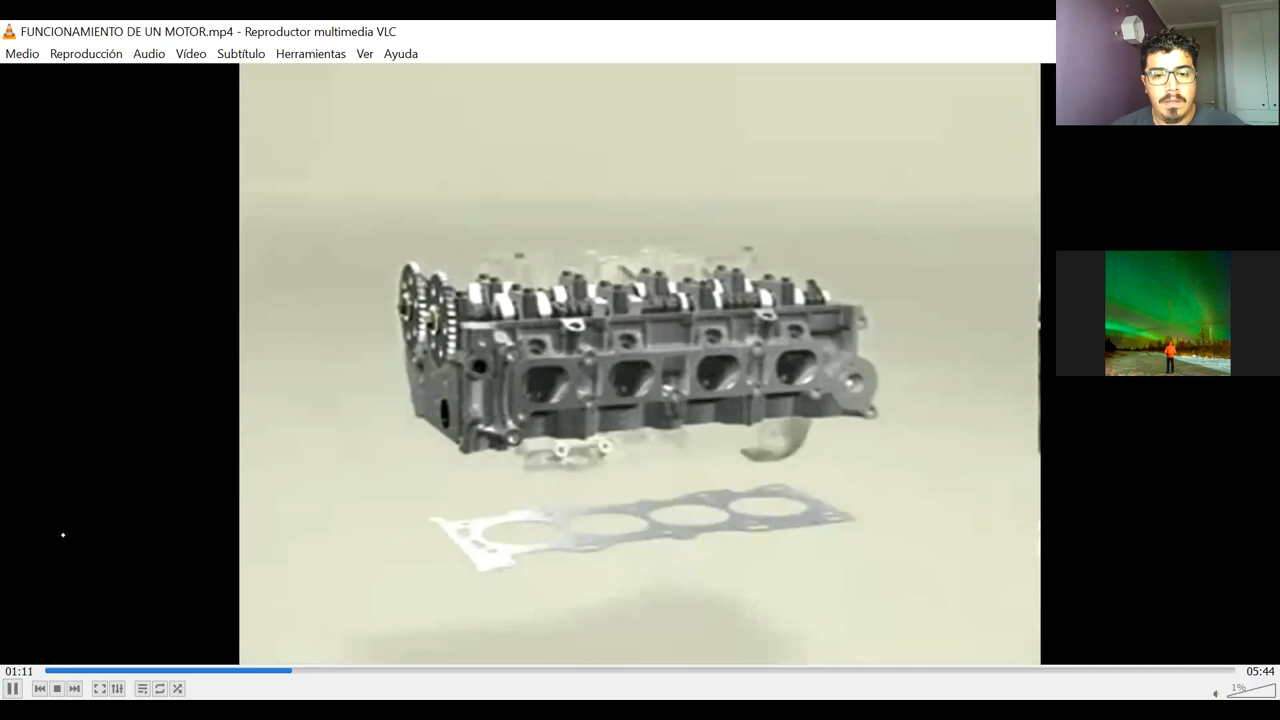 FUNCIONAMIENTO DE UN MOTOR.mp4 - Reproductor multimedia VLC
Medio Reproducción Audio Vídeo Subtítulo Herramientas Ver Ayuda
01:11 05:44
1%